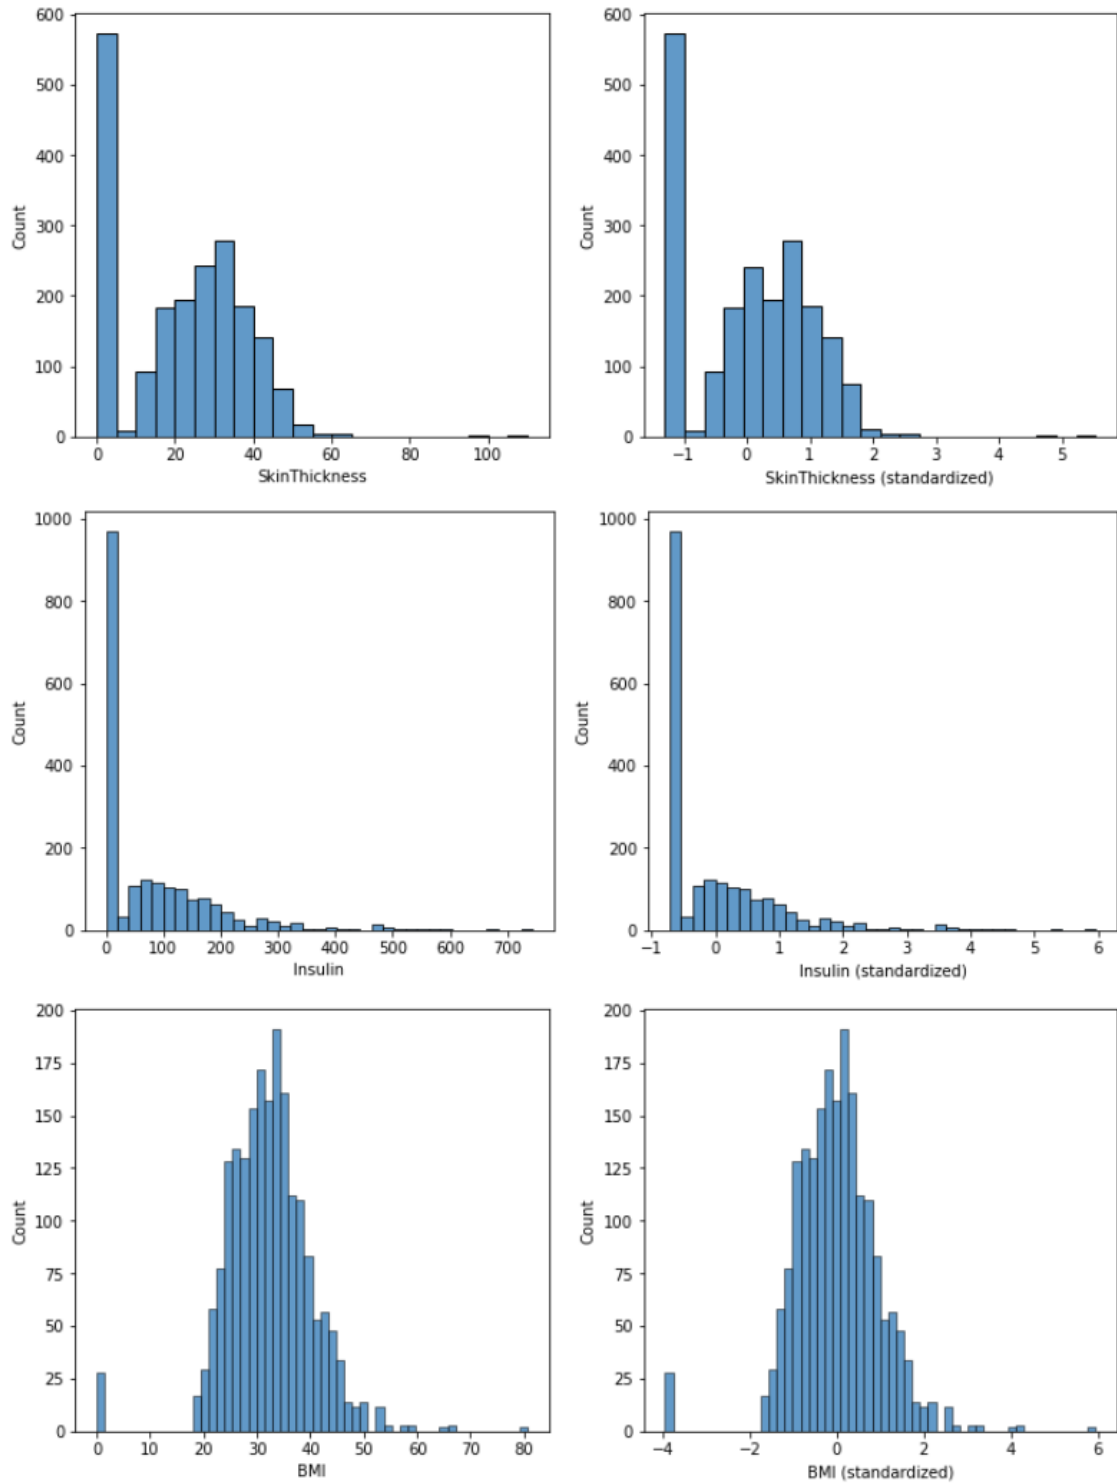 600
500
400
300
200
100
0
Count
0 20 40 60 80 100
SkinThickness
600
500
400
300
200
100
0
Count
−1 0 1 2 3 4 5
SkinThickness (standardized)
1000
800
600
400
200
0
Count
0 100 200 300 400 500 600 700
Insulin
1000
800
600
400
200
0
Count
−1 0 1 2 3 4 5 6
Insulin (standardized)
200
175
150
125
100
75
50
25
0
Count
0 10 20 30 40 50 60 70 80
BMI
200
175
150
125
100
75
50
25
0
Count
−4 −2 0 2 4 6
BMI (standardized)